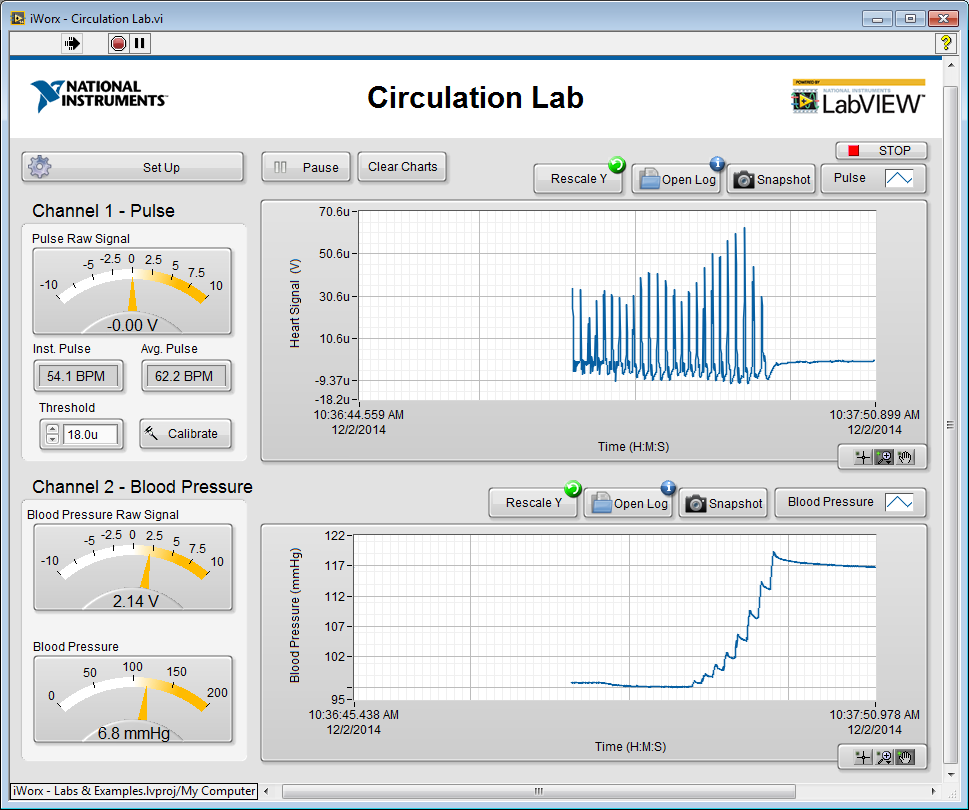 iWorx - Circulation Lab.vi
NATIONAL INSTRUMENTS
Circulation Lab
POWERED BY
NATIONAL INSTRUMENTS
LabVIEW™
Set Up
Pause
Clear Charts
STOP
Rescale Y
Open Log
Snapshot
Pulse
Channel 1 - Pulse
Pulse Raw Signal
-10 -5 -2.5 0 2.5 5 7.5 10
-0.00 V
Inst. Pulse
Avg. Pulse
54.1 BPM
62.2 BPM
Threshold
18.0u
Calibrate
Heart Signal (V)
70.6u
50.6u
30.6u
10.6u
-9.37u
-18.2u
10:36:44.559 AM
12/2/2014
10:37:50.899 AM
12/2/2014
Time (H:M:S)
Channel 2 - Blood Pressure
Rescale Y
Open Log
Snapshot
Blood Pressure
Blood Pressure Raw Signal
-10 -5 -2.5 0 2.5 5 7.5 10
2.14 V
Blood Pressure
0 50 100 150 200
6.8 mmHg
Blood Pressure (mmHg)
122
117
112
107
102
95
10:36:45.438 AM
12/2/2014
10:37:50.978 AM
12/2/2014
Time (H:M:S)
iWorx - Labs & Examples.lvproj/My Computer